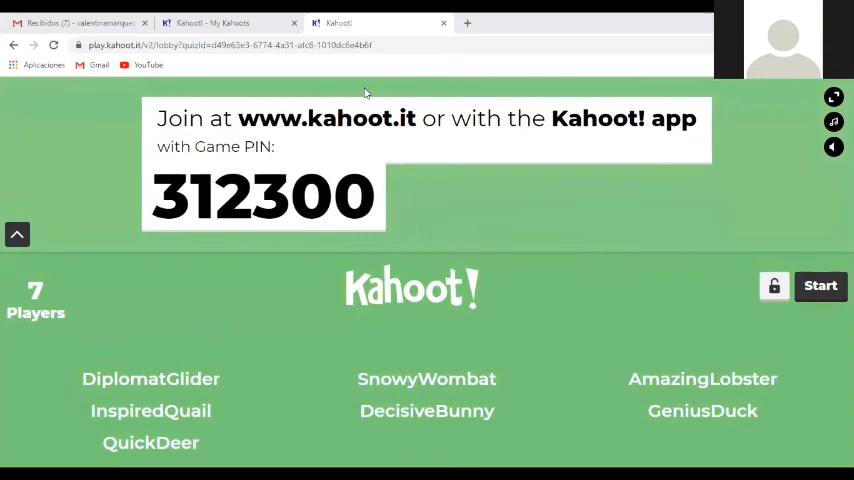 Recibidos (7) - valentinamarque
Kahoot! - My Kahoots
Kahoot!
play.kahoot.it/v2/lobby?quizId=d49e63e3-6774-4a31-afc8-1010dc6e4b6f
Aplicaciones
Gmail
YouTube
Join at www.kahoot.it or with the Kahoot! app
with Game PIN:
312300
7
Players
Kahoot!
Start
DiplomatGlider
SnowyWombat
AmazingLobster
InspiredQuail
DecisiveBunny
GeniusDuck
QuickDeer